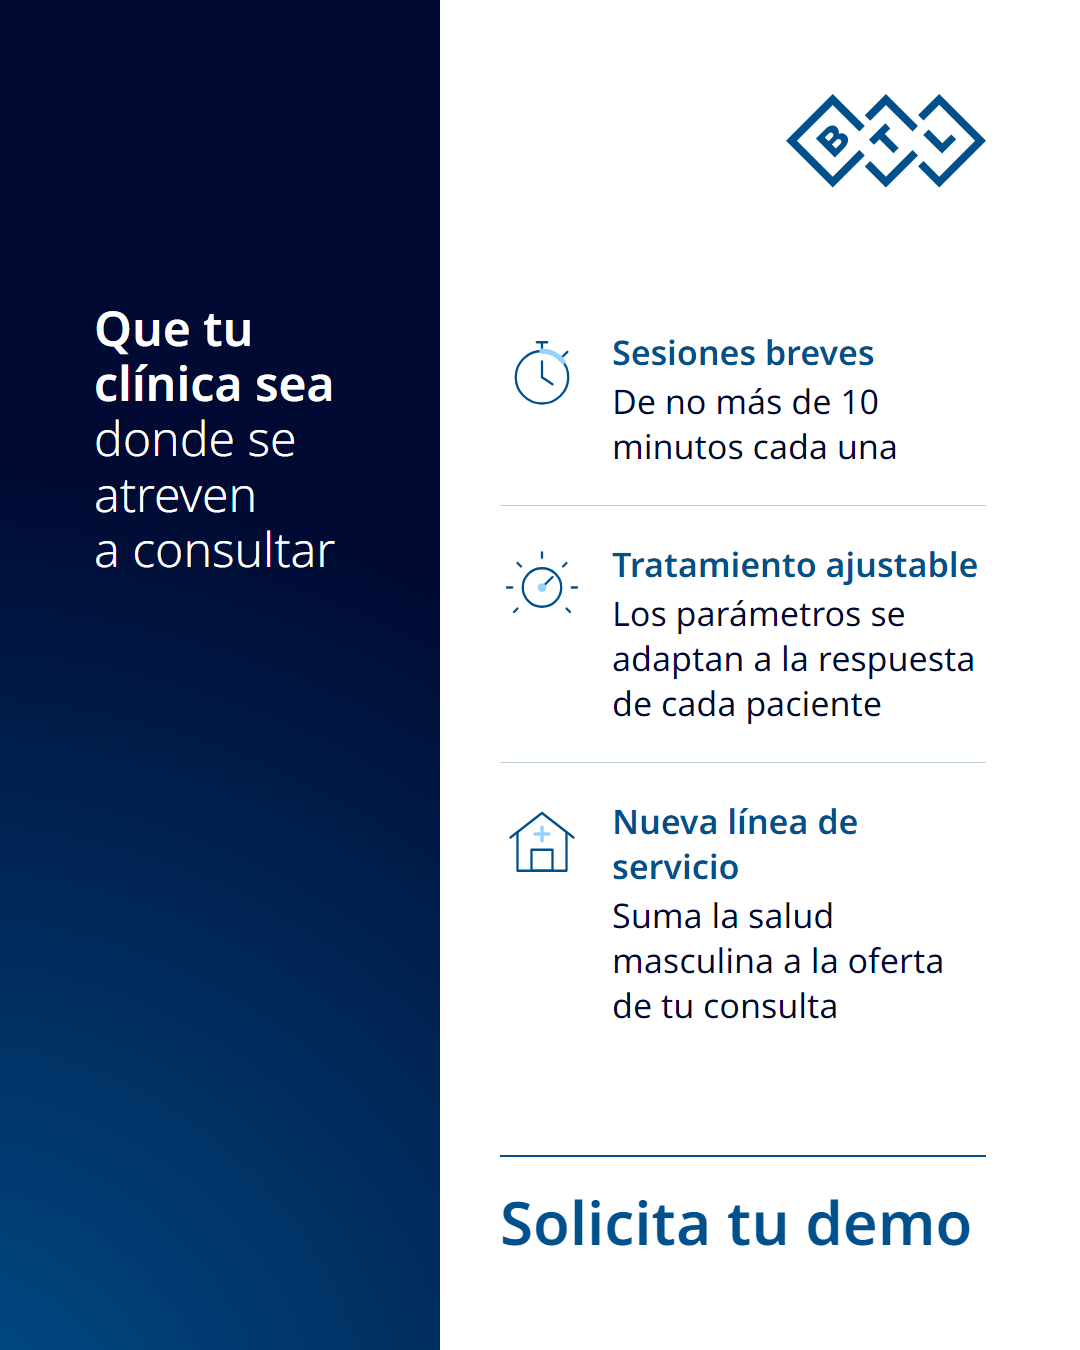 BTL
Que tu
clínica sea
donde se
atreven
a consultar
Sesiones breves
De no más de 10
minutos cada una
Tratamiento ajustable
Los parámetros se
adaptan a la respuesta
de cada paciente
Nueva línea de
servicio
Suma la salud
masculina a la oferta
de tu consulta
Solicita tu demo